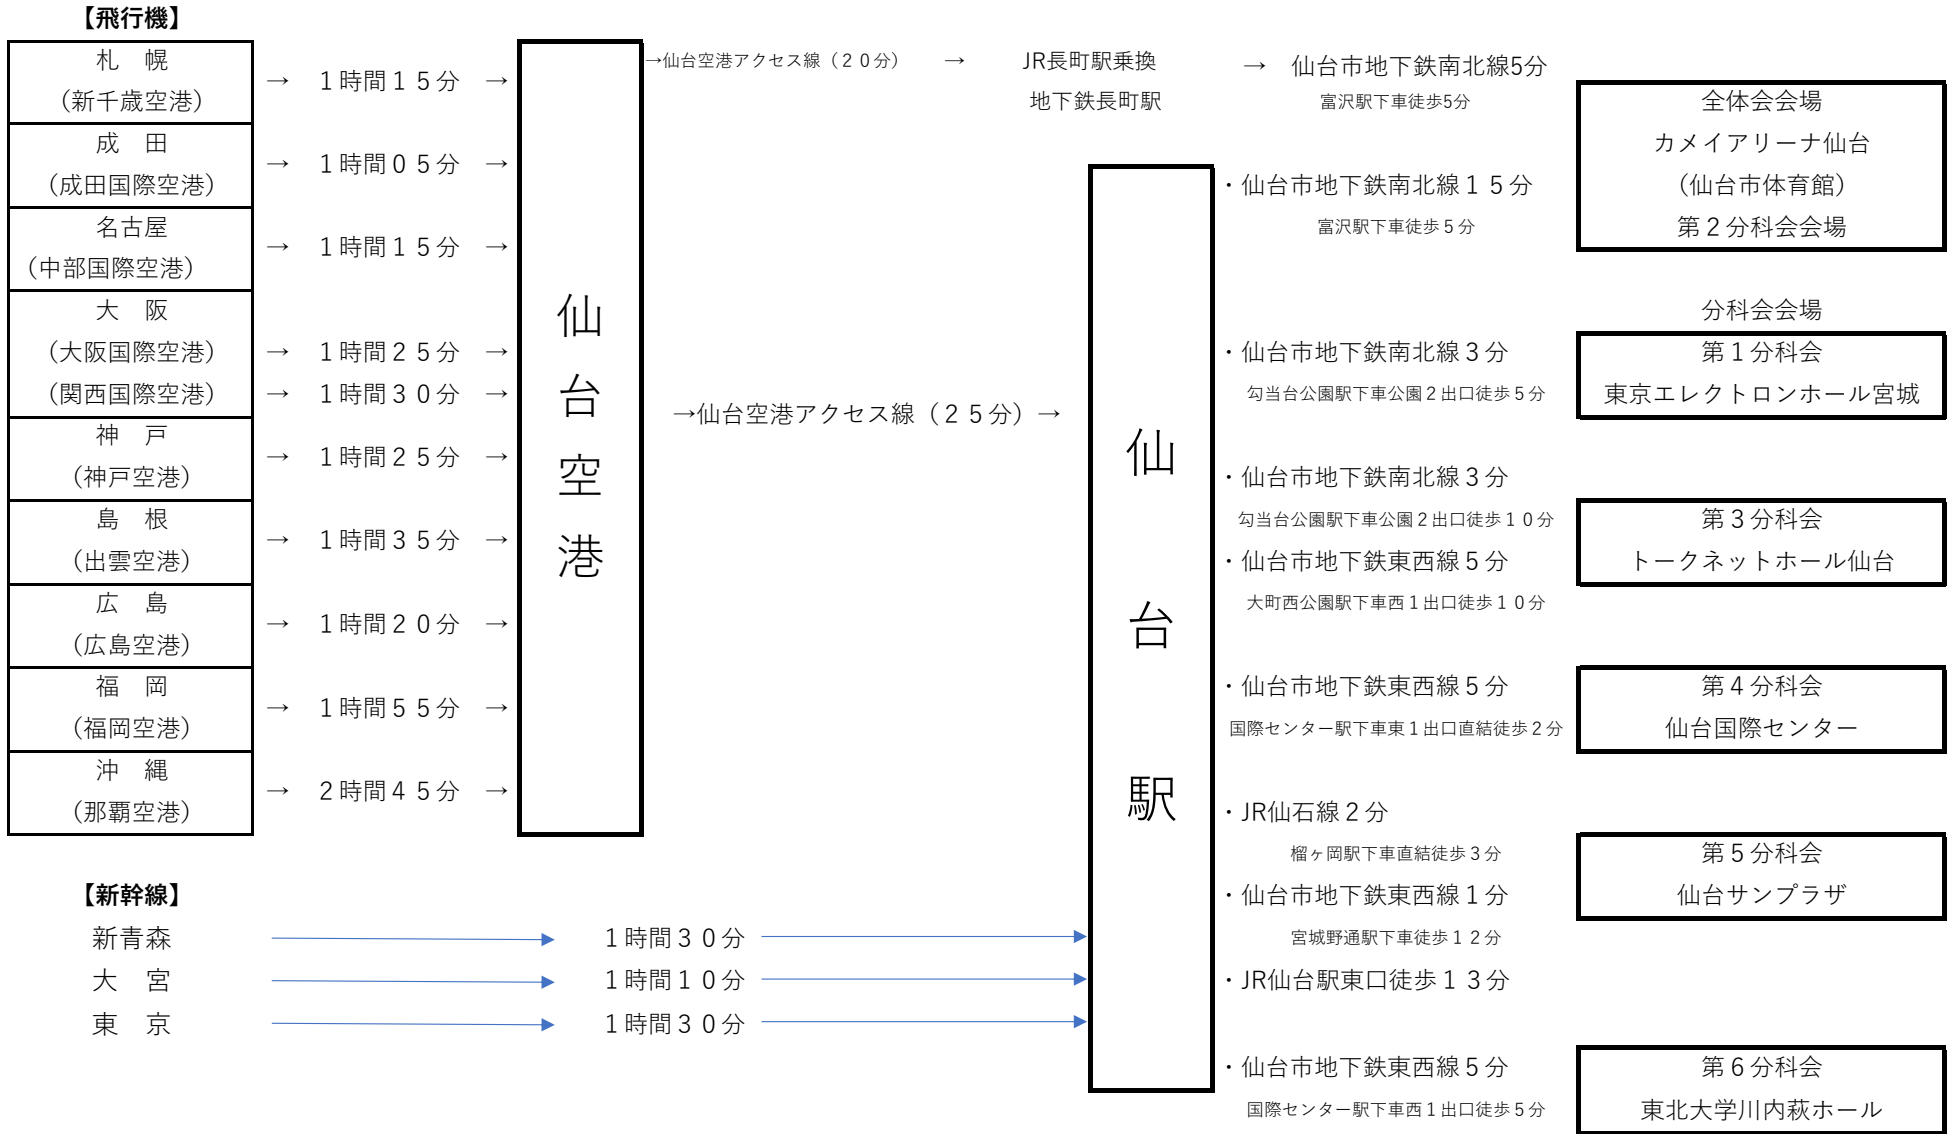 【飛行機】
札　幌
（新千歳空港）
→　１時間１５分　→
成　田
（成田国際空港）
→　１時間０５分　→
名古屋
（中部国際空港）
→　１時間１５分　→
大　阪
（大阪国際空港）
→　１時間２５分　→
（関西国際空港）
→　１時間３０分　→
神　戸
（神戸空港）
→　１時間２５分　→
島　根
（出雲空港）
→　１時間３５分　→
広　島
（広島空港）
→　１時間２０分　→
福　岡
（福岡空港）
→　１時間５５分　→
沖　縄
（那覇空港）
→　２時間４５分　→
仙台空港
→仙台空港アクセス線（２０分）　→　JR長町駅乗換　→　仙台市地下鉄南北線5分
地下鉄長町駅
富沢駅下車徒歩5分
→仙台空港アクセス線（２５分）→
【新幹線】
新青森
１時間３０分
大　宮
１時間１０分
東　京
１時間３０分
仙台駅
・仙台市地下鉄南北線１５分
富沢駅下車徒歩５分
全体会会場
カメイアリーナ仙台
（仙台市体育館）
第２分科会会場
分科会会場
・仙台市地下鉄南北線３分
勾当台公園駅下車公園２出口徒歩５分
第１分科会
東京エレクトロンホール宮城
・仙台市地下鉄南北線３分
勾当台公園駅下車公園２出口徒歩１０分
・仙台市地下鉄東西線５分
大町西公園駅下車西１出口徒歩１０分
第３分科会
トークネットホール仙台
・仙台市地下鉄東西線５分
国際センター駅下車東１出口直結徒歩２分
第４分科会
仙台国際センター
・JR仙石線２分
榴ヶ岡駅下車直結徒歩３分
・仙台市地下鉄東西線１分
宮城野通駅下車徒歩１２分
・JR仙台駅東口徒歩１３分
第５分科会
仙台サンプラザ
・仙台市地下鉄東西線５分
国際センター駅下車西１出口徒歩５分
第６分科会
東北大学川内萩ホール